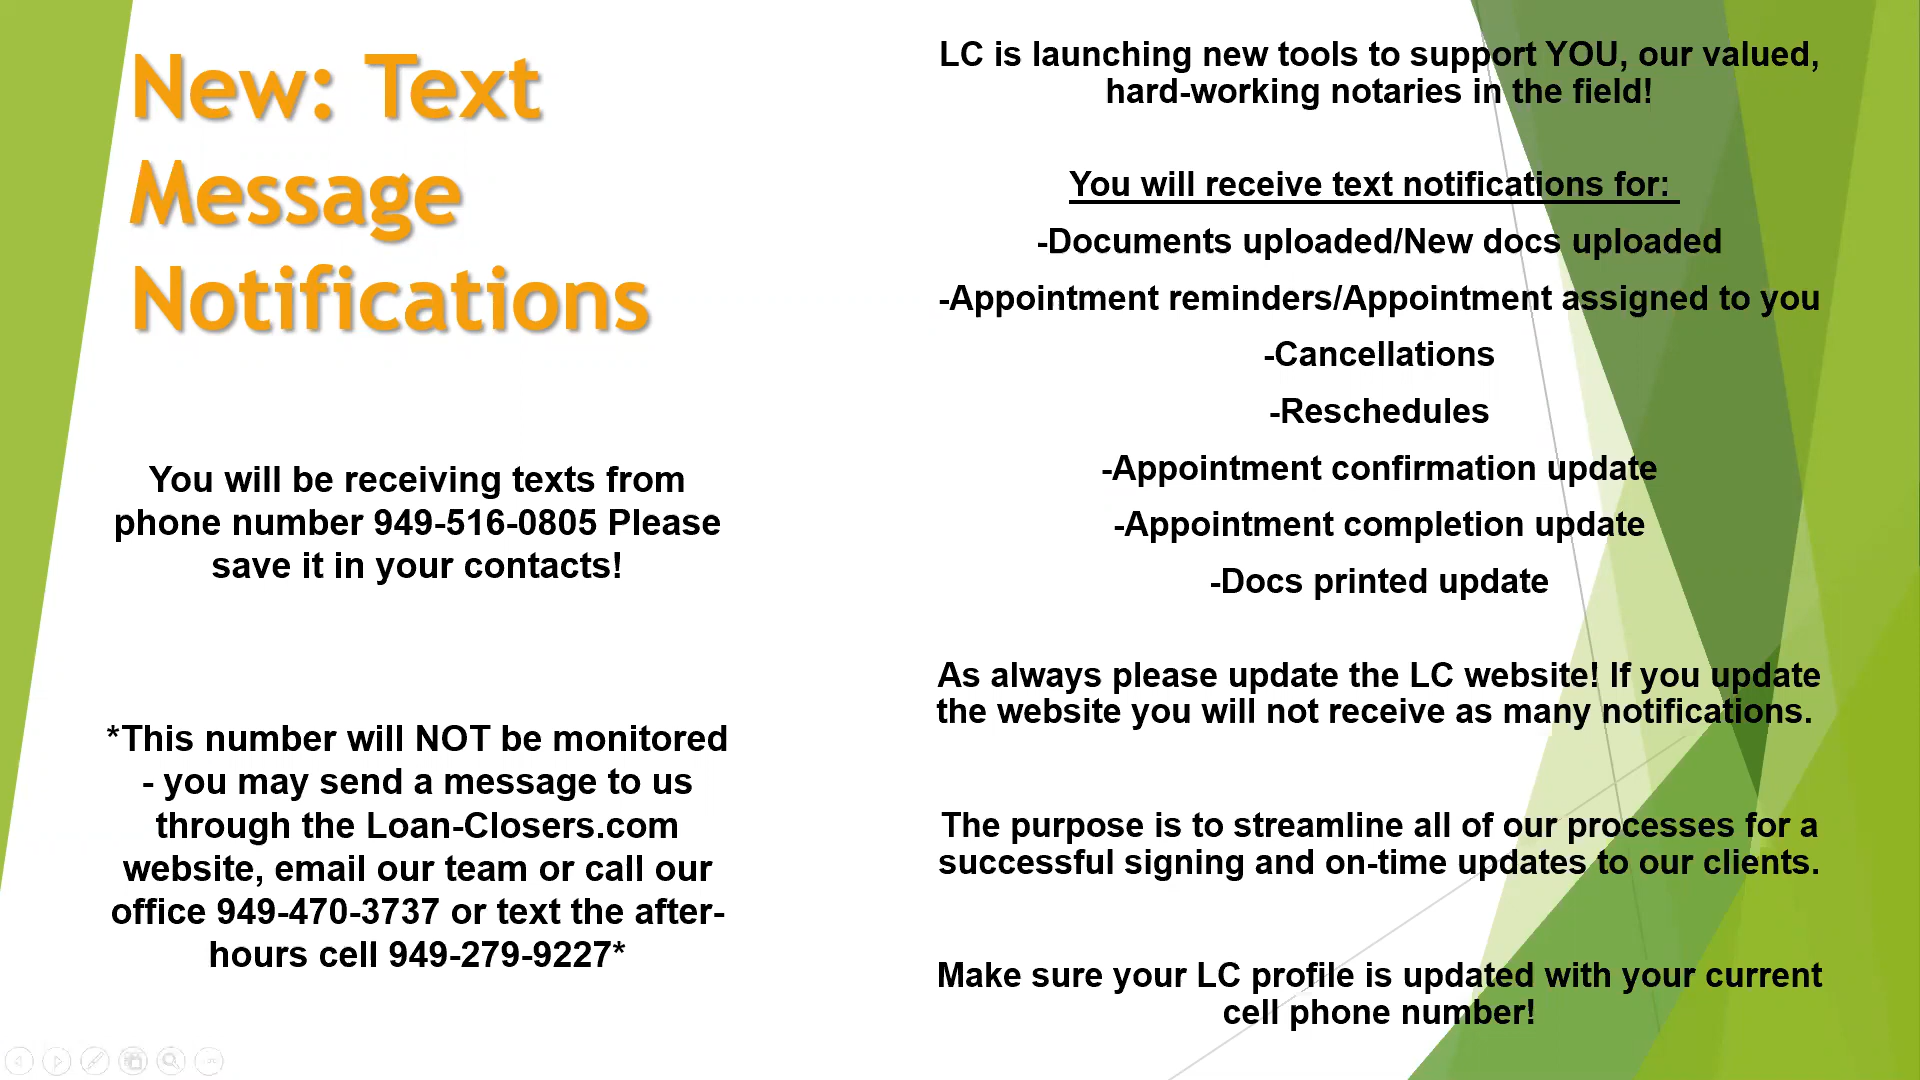 New: Text
Message
Notifications
You will be receiving texts from
phone number 949-516-0805 Please
save it in your contacts!
*This number will NOT be monitored
- you may send a message to us
through the Loan-Closers.com
website, email our team or call our
office 949-470-3737 or text the after-
hours cell 949-279-9227*
LC is launching new tools to support YOU, our valued,
hard-working notaries in the field!
You will receive text notifications for:
-Documents uploaded/New docs uploaded
-Appointment reminders/Appointment assigned to you
-Cancellations
-Reschedules
-Appointment confirmation update
-Appointment completion update
-Docs printed update
As always please update the LC website! If you update
the website you will not receive as many notifications.
The purpose is to streamline all of our processes for a
successful signing and on-time updates to our clients.
Make sure your LC profile is updated with your current
cell phone number!